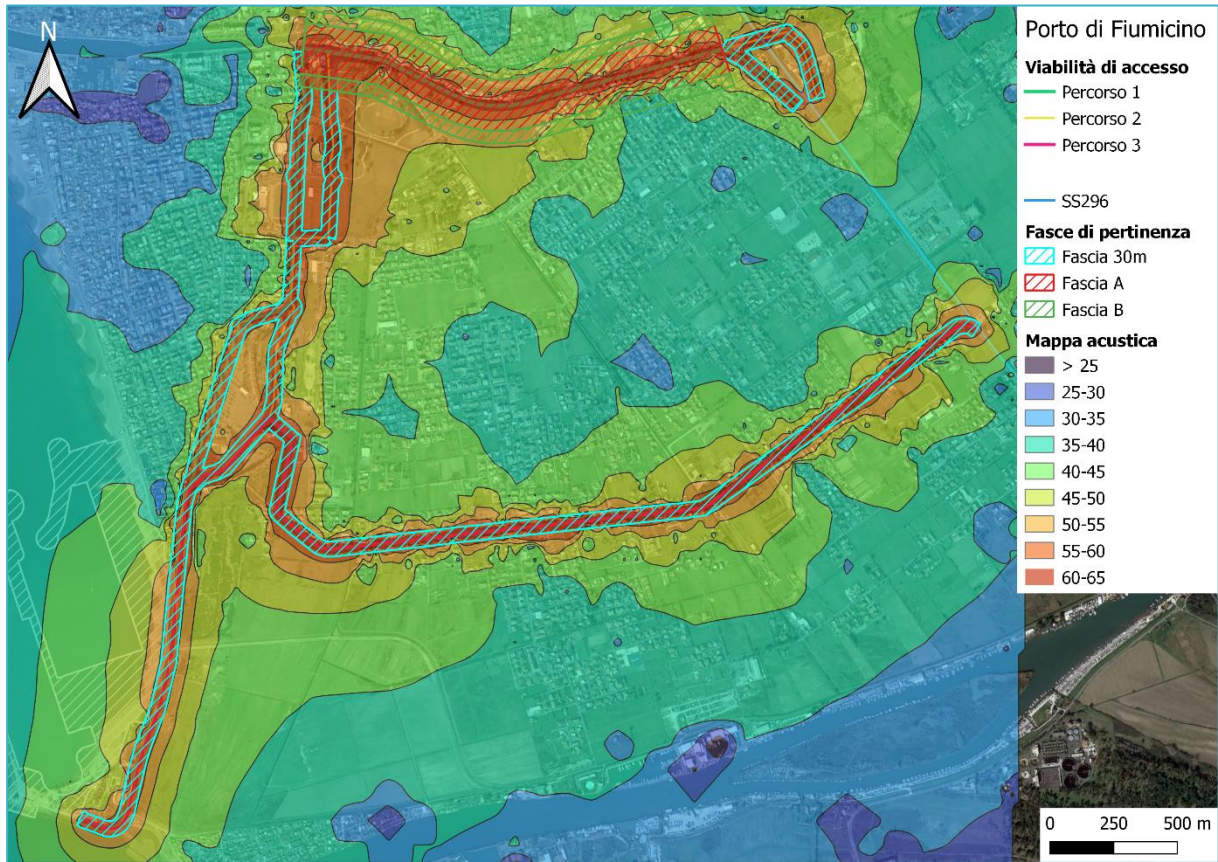 N
Porto di Fiumicino
Viabilità di accesso
Percorso 1
Percorso 2
Percorso 3
SS296
Fasce di pertinenza
Fascia 30m
Fascia A
Fascia B
Mappa acustica
> 25
25-30
30-35
35-40
40-45
45-50
50-55
55-60
60-65
0 250 500 m